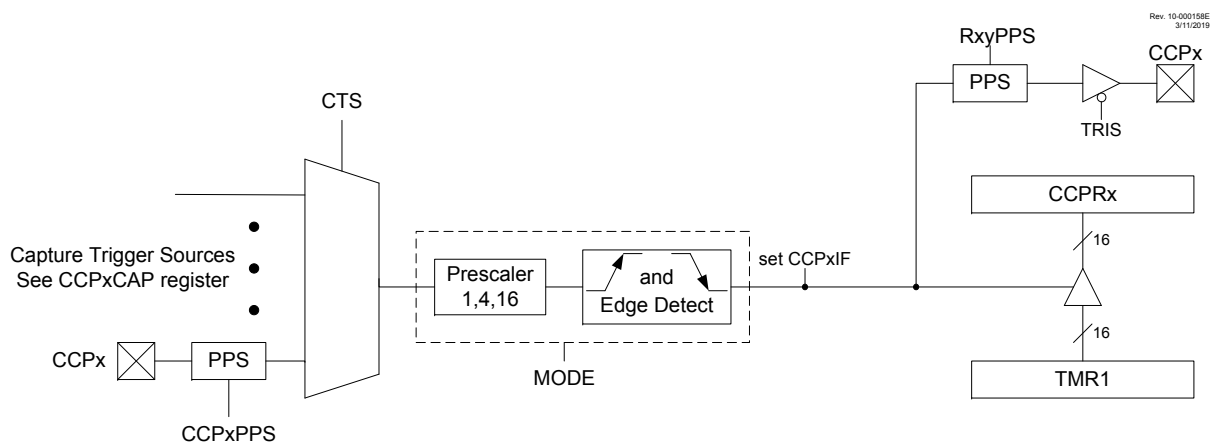 Rev. 10-000158E
3/11/2019
RxyPPS
CCPx
PPS
TRIS
CTS
CCPRx
16
Capture Trigger Sources
See CCPxCAP register
Prescaler
1,4,16
and
Edge Detect
set CCPxIF
16
CCPx
PPS
MODE
TMR1
CCPxPPS